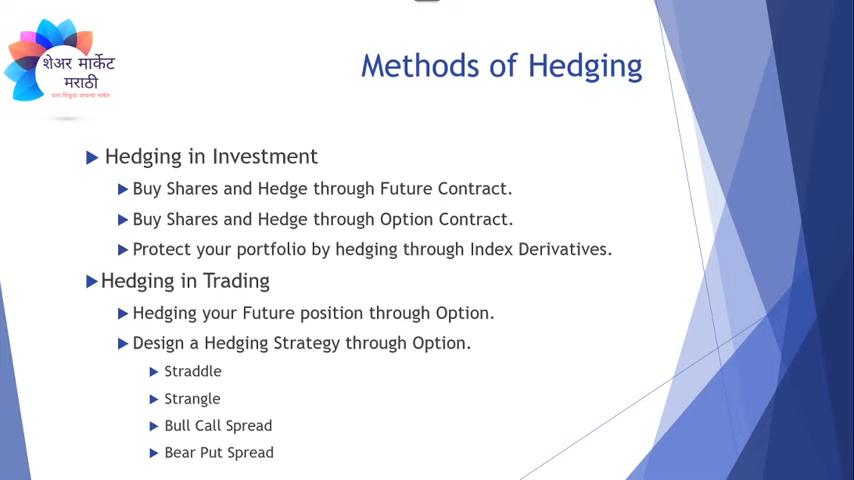 शेअर मार्केट
मराठी
Methods of Hedging
Hedging in Investment
Buy Shares and Hedge through Future Contract.
Buy Shares and Hedge through Option Contract.
Protect your portfolio by hedging through Index Derivatives.
Hedging in Trading
Hedging your Future position through Option.
Design a Hedging Strategy through Option.
Straddle
Strangle
Bull Call Spread
Bear Put Spread